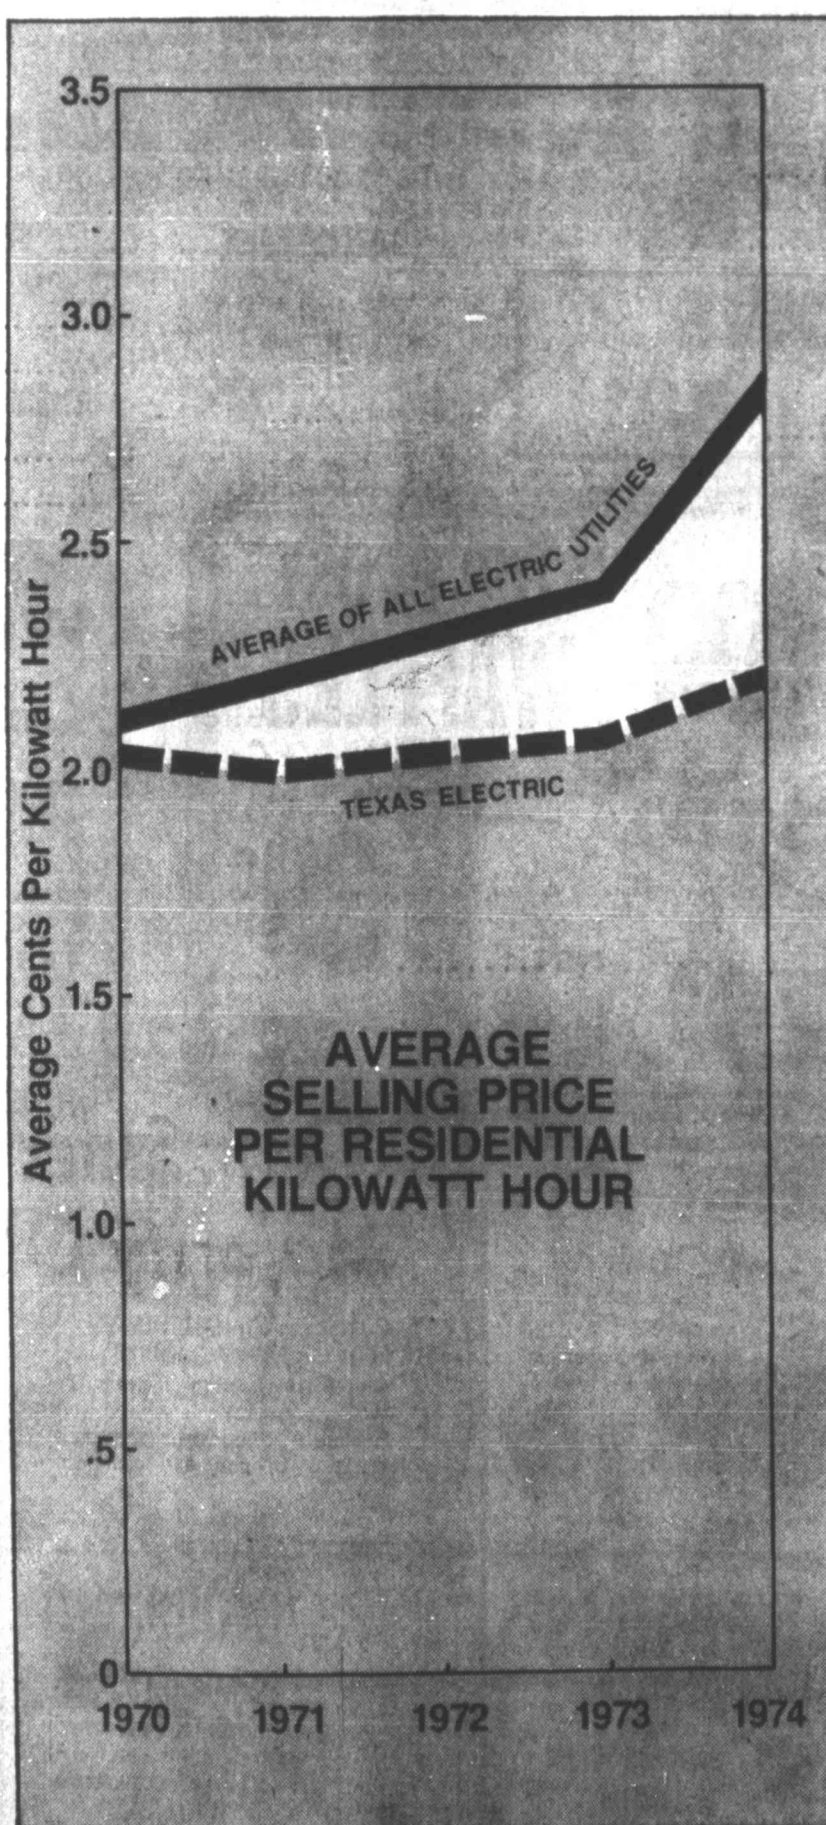 3.5
3.0
2.5
2.0
1.5
1.0
.5
0
Average Cents Per Kilowatt Hour
AVERAGE OF ALL ELECTRIC UTILITIES
TEXAS ELECTRIC
AVERAGE
SELLING PRICE
PER RESIDENTIAL
KILOWATT HOUR
1970 1971 1972 1973 1974